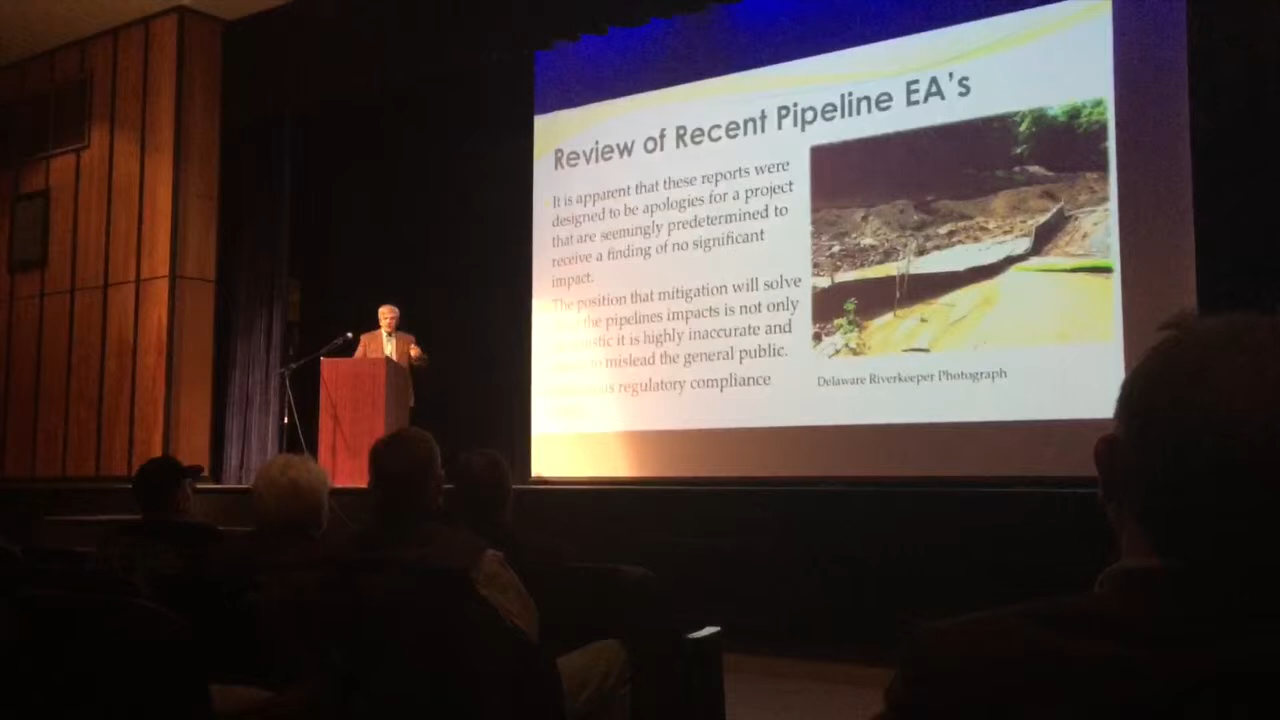 Review of Recent Pipeline EA's
It is apparent that these reports were
designed to be apologies for a project
that are seemingly predetermined to
receive a finding of no significant
impact.
The position that mitigation will solve
the pipelines impacts is not only
it is highly inaccurate and
mislead the general public.
regulatory compliance
Delaware Riverkeeper Photograph